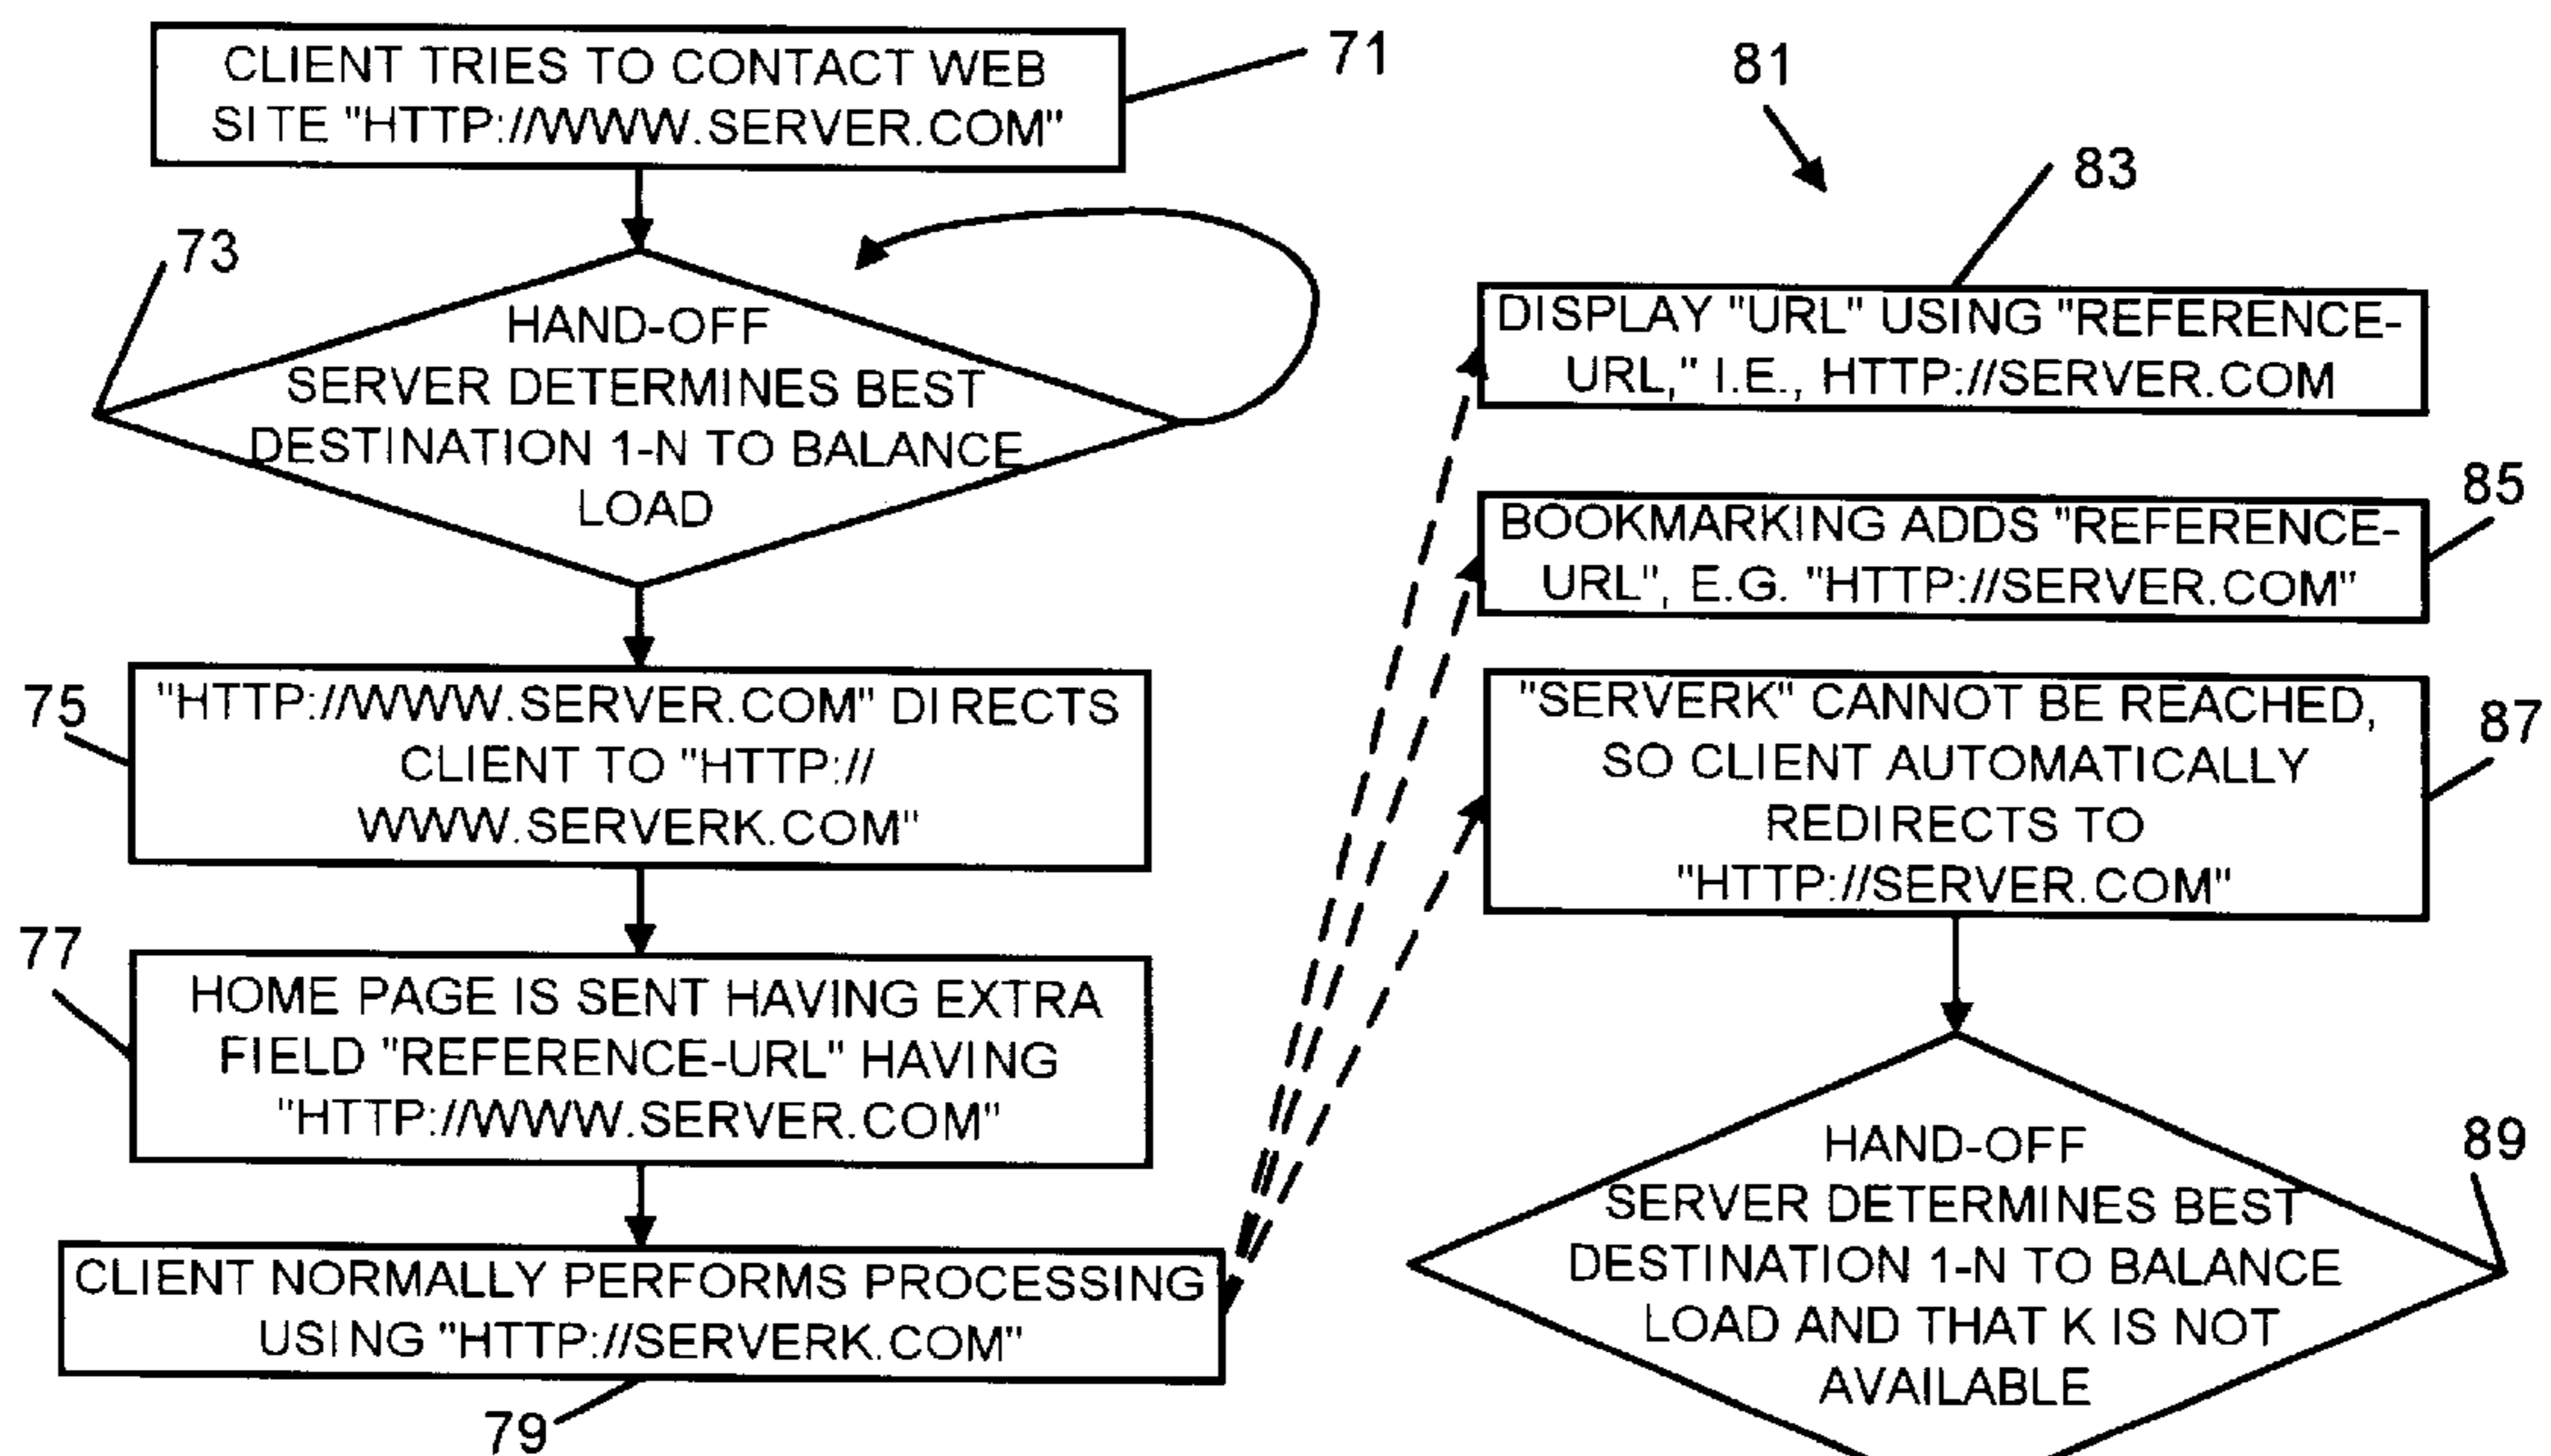 71
CLIENT TRIES TO CONTACT WEB
SITE "HTTP://WWW.SERVER.COM"
73
HAND-OFF
SERVER DETERMINES BEST
DESTINATION 1-N TO BALANCE
LOAD
75
"HTTP://WWW.SERVER.COM" DIRECTS
CLIENT TO "HTTP://
WWW.SERVERK.COM"
77
HOME PAGE IS SENT HAVING EXTRA
FIELD "REFERENCE-URL" HAVING
"HTTP://WWW.SERVER.COM"
CLIENT NORMALLY PERFORMS PROCESSING
USING "HTTP://SERVERK.COM"
79
81
83
DISPLAY "URL" USING "REFERENCE-
URL," I.E., HTTP://SERVER.COM
85
BOOKMARKING ADDS "REFERENCE-
URL", E.G. "HTTP://SERVER.COM"
87
"SERVERK" CANNOT BE REACHED,
SO CLIENT AUTOMATICALLY
REDIRECTS TO
"HTTP://SERVER.COM"
89
HAND-OFF
SERVER DETERMINES BEST
DESTINATION 1-N TO BALANCE
LOAD AND THAT K IS NOT
AVAILABLE